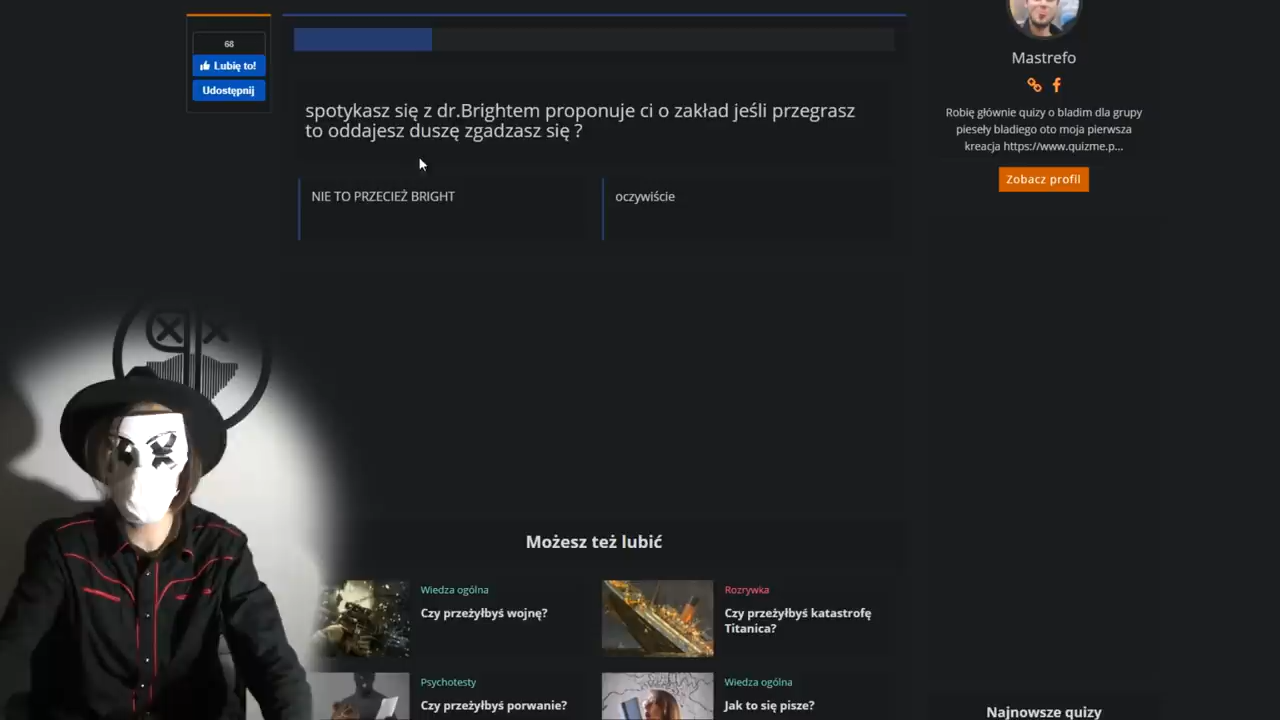 68
Lubię to!
Udostępnij
spotykasz się z dr.Brightem proponuje ci o zakład jeśli przegrasz
to oddajesz duszę zgadzasz się ?
NIE TO PRZECIEŻ BRIGHT
oczywiście
Mastrefo
Robię głównie quizy o bladim dla grupy
pieseły bladiego oto moja pierwsza
kreacja https://www.quizme.p...
Zobacz profil
Możesz też lubić
Wiedza ogólna
Czy przeżyłbyś wojnę?
Rozrywka
Czy przeżyłbyś katastrofę
Titanica?
Psychotesty
Czy przeżyłbyś porwanie?
Wiedza ogólna
Jak to się pisze?
Najnowsze quizy